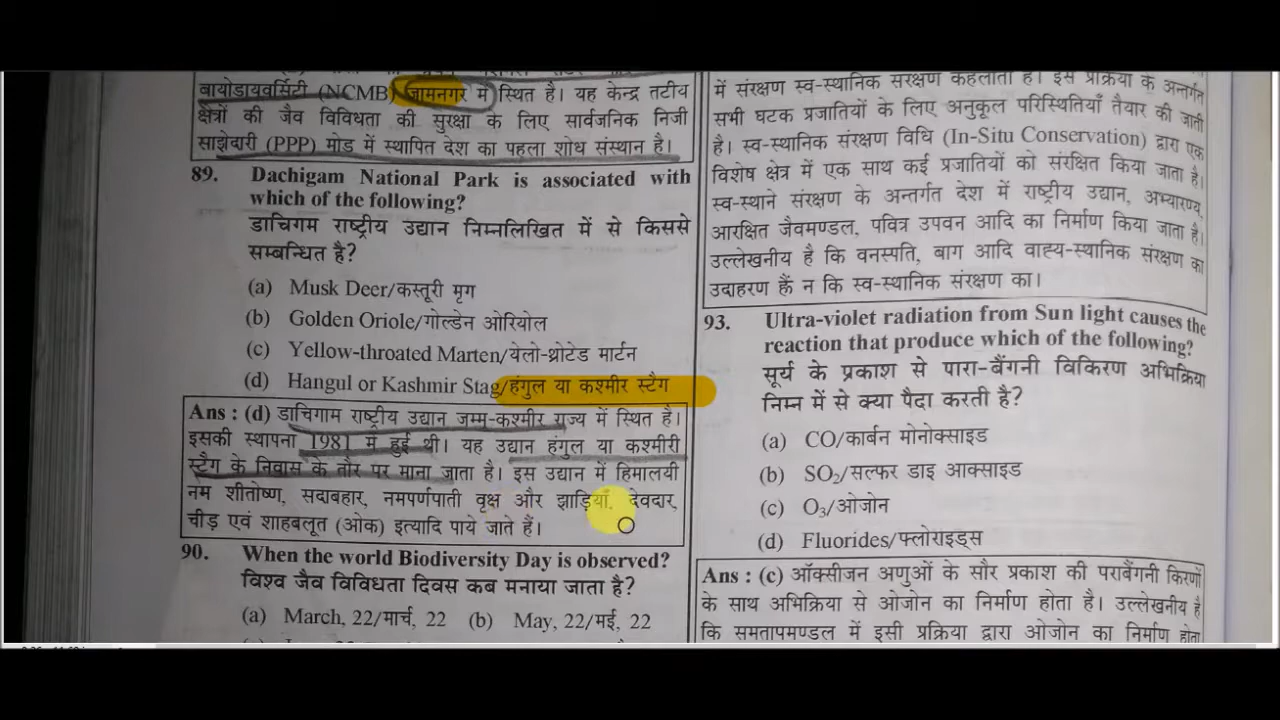 बायोडायवर्सिटी (NCMB) जामनगर में स्थित है। यह केन्द्र तटीय
क्षेत्रों की जैव विविधता की सुरक्षा के लिए सार्वजनिक निजी
साझेदारी (PPP) मोड में स्थापित देश का पहला शोध संस्थान है।
89. Dachigam National Park is associated with
which of the following?
डाचिगम राष्ट्रीय उद्यान निम्नलिखित में से किससे
सम्बन्धित है?
(a) Musk Deer/कस्तूरी मृग
(b) Golden Oriole/गोल्डेन ओरियोल
(c) Yellow-throated Marten/येलो-थ्रोटेड मार्टन
(d) Hangul or Kashmir Stag/हंगुल या कश्मीर स्टैग
Ans : (d) डाचिगाम राष्ट्रीय उद्यान जम्मू-कश्मीर राज्य में स्थित है।
इसकी स्थापना 1981 में हुई थी। यह उद्यान हंगुल या कश्मीरी
स्टैग के निवास के तौर पर माना जाता है। इस उद्यान में हिमालयी
नम शीतोष्ण, सदाबहार, नमपर्णपाती वृक्ष और झाड़ियाँ, देवदार,
चीड़ एवं शाहबलूत (ओक) इत्यादि पाये जाते हैं।
90. When the world Biodiversity Day is observed?
विश्व जैव विविधता दिवस कब मनाया जाता है?
(a) March, 22/मार्च, 22 (b) May, 22/मई, 22
में संरक्षण स्व-स्थानिक संरक्षण कहलाता है। इस प्रक्रिया के अन्तर्गत
सभी घटक प्रजातियों के लिए अनुकूल परिस्थितियाँ तैयार की जाती
है। स्व-स्थानिक संरक्षण विधि (In-Situ Conservation) द्वारा एक
विशेष क्षेत्र में एक साथ कई प्रजातियों को संरक्षित किया जाता है।
स्व-स्थाने संरक्षण के अन्तर्गत देश में राष्ट्रीय उद्यान, अभ्यारण्य,
आरक्षित जैवमण्डल, पवित्र उपवन आदि का निर्माण किया जाता है।
उल्लेखनीय है कि वनस्पति, बाग आदि वाह्य-स्थानिक संरक्षण का
उदाहरण हैं न कि स्व-स्थानिक संरक्षण का।
93. Ultra-violet radiation from Sun light causes the
reaction that produce which of the following?
सूर्य के प्रकाश से पारा-बैंगनी विकिरण अभिक्रिया
निम्न में से क्या पैदा करती है?
(a) CO/कार्बन मोनोक्साइड
(b) SO₂/सल्फर डाइ आक्साइड
(c) O₃/ओजोन
(d) Fluorides/फ्लोराइड्स
Ans : (c) ऑक्सीजन अणुओं के सौर प्रकाश की पराबैंगनी किरणों
के साथ अभिक्रिया से ओजोन का निर्माण होता है। उल्लेखनीय है
कि समतापमण्डल में इसी प्रक्रिया द्वारा ओजोन का निर्माण होता